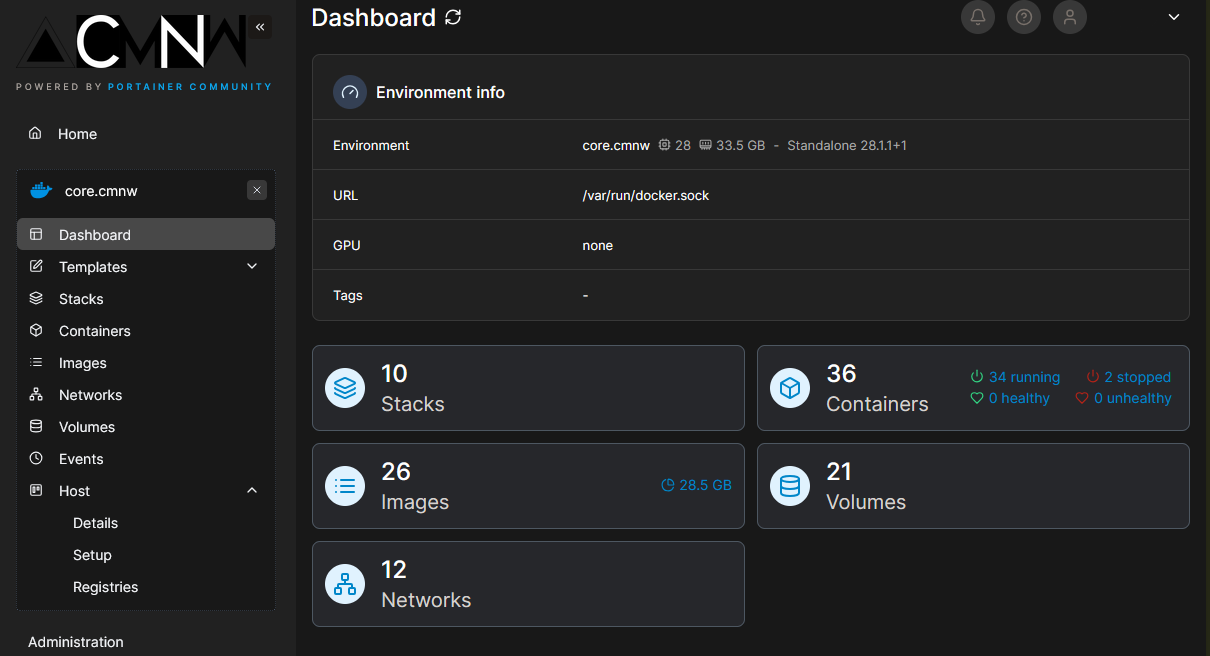 ACMNW
«
POWERED BY PORTAINER COMMUNITY
Home
core.cmnw
Dashboard
Templates
Stacks
Containers
Images
Networks
Volumes
Events
Host
Details
Setup
Registries
Administration
Dashboard
Environment info
Environment core.cmnw 28 33.5 GB - Standalone 28.1.1+1
URL /var/run/docker.sock
GPU none
Tags -
10
Stacks
36
Containers
34 running 2 stopped
0 healthy 0 unhealthy
26
Images
28.5 GB
21
Volumes
12
Networks